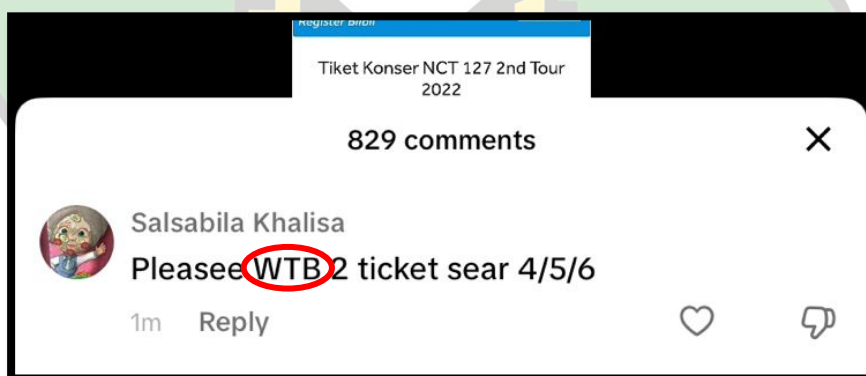 Register Blibli
Tiket Konser NCT 127 2nd Tour
2022
829 comments
Salsabila Khalisa
Pleasee WTB 2 ticket sear 4/5/6
1m Reply